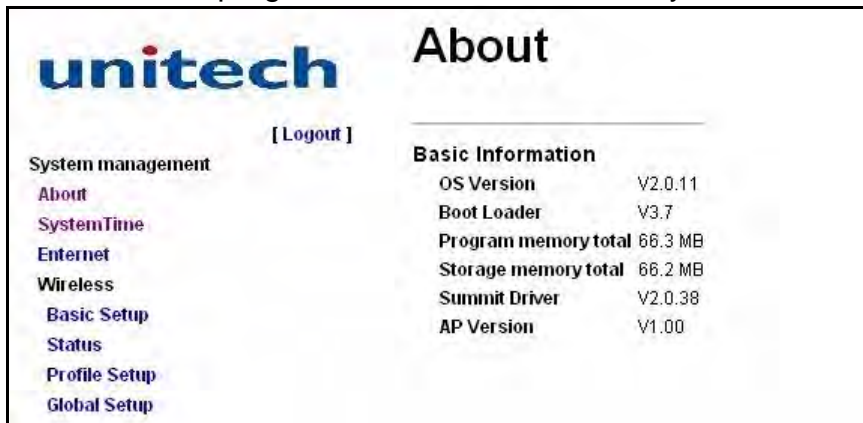 unitech
About
[ Logout ]
System management
About
SystemTime
Enternet
Wireless
Basic Setup
Status
Profile Setup
Global Setup
Basic Information
OS Version V2.0.11
Boot Loader V3.7
Program memory total 66.3 MB
Storage memory total 66.2 MB
Summit Driver V2.0.38
AP Version V1.00